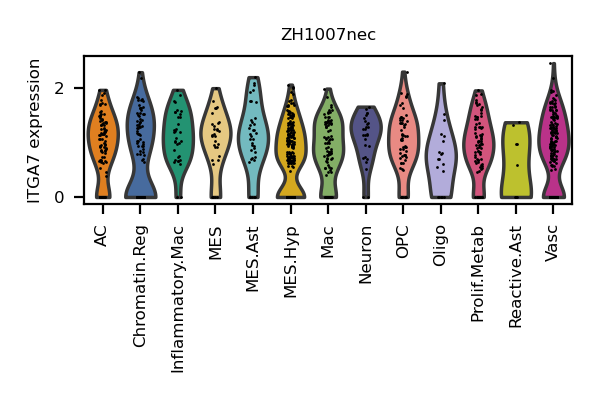 ZH1007nec
ITGA7 expression
2
0
AC
Chromatin.Reg
Inflammatory.Mac
MES
MES.Ast
MES.Hyp
Mac
Neuron
OPC
Oligo
Prolif.Metab
Reactive.Ast
Vasc